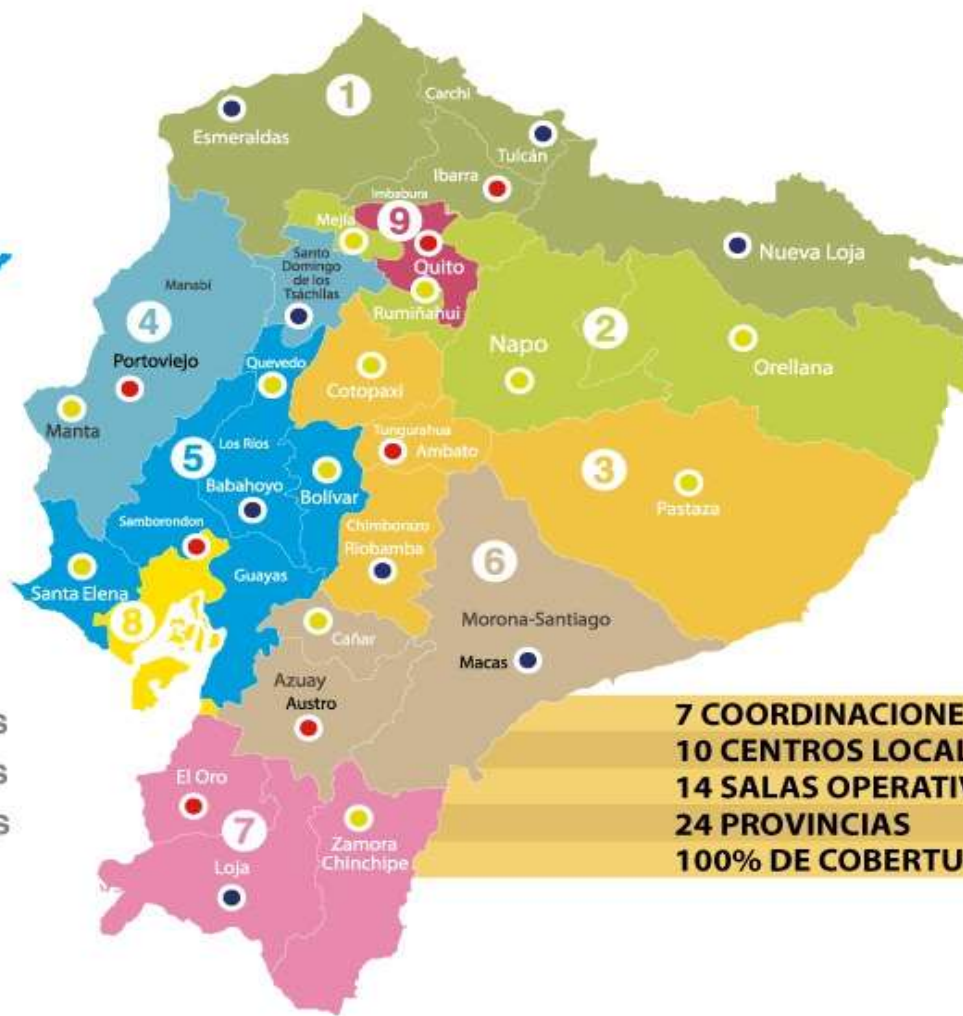 1
Carchi
Esmeraldas
Tulcán
Ibarra
Imbabura
9
Mejía
Quito
Nueva Loja
Santo
Domingo
de los
Tsáchilas
Rumiñahui
Manabí
4
2
Napo
Orellana
Portoviejo
Quevedo
Cotopaxi
Manta
Tungurahua
Ambato
5
Los Ríos
3
Babahoyo
Bolívar
Pastaza
Samborondon
Chimborazo
Riobamba
6
Guayas
Santa Elena
8
Morona-Santiago
Cañar
Macas
Azuay
Austro
7 COORDINACIONE
10 CENTROS LOCAL
14 SALAS OPERATIV
24 PROVINCIAS
100% DE COBERTU
s
s
s
El Oro
7
Zamora
Chinchipe
Loja